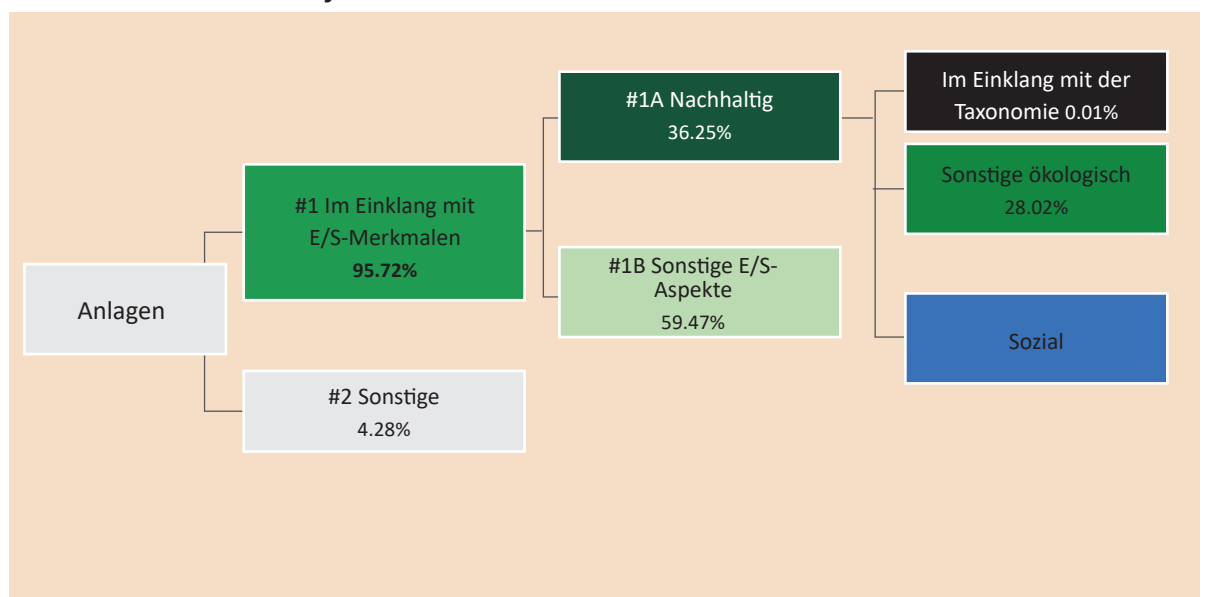 Anlagen
#1 Im Einklang mit
E/S-Merkmalen
95.72%
#2 Sonstige
4.28%
#1A Nachhaltig
36.25%
#1B Sonstige E/S-
Aspekte
59.47%
Im Einklang mit der
Taxonomie 0.01%
Sonstige ökologisch
28.02%
Sozial